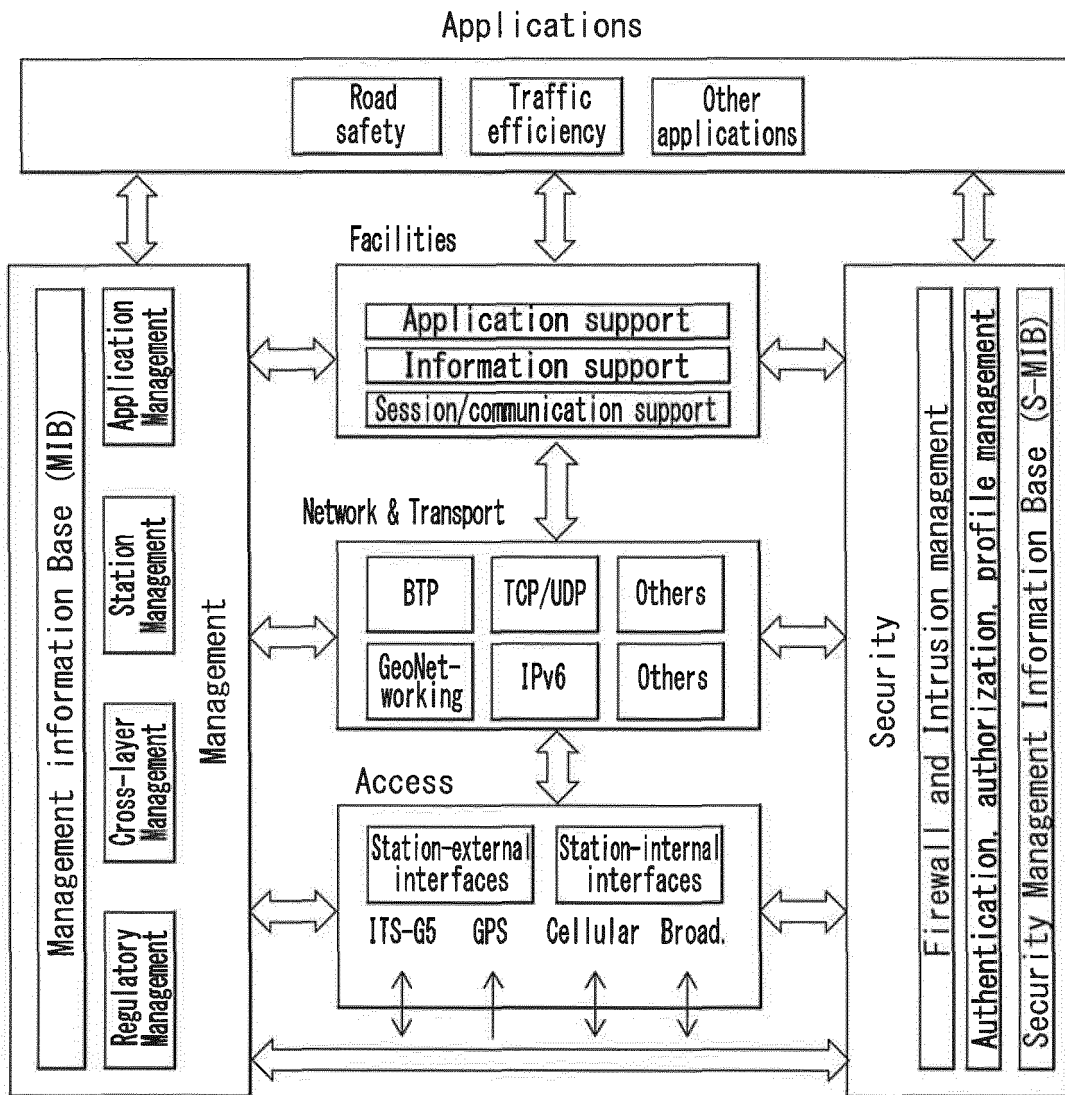 Applications
Road
safety
Traffic
efficiency
Other
applications
Facilities
Application support
Information support
Session/communication support
Network & Transport
BTP
TCP/UDP
Others
GeoNet-
working
IPv6
Others
Access
Station-external
interfaces
Station-internal
interfaces
ITS-G5
GPS
Cellular
Broad.
Management information Base (MIB)
Application
Management
Station
Management
Cross-layer
Management
Regulatory
Management
Management
Security
Firewall and Intrusion management
Authentication, authorization, profile management
Security Management Information Base (S-MIB)